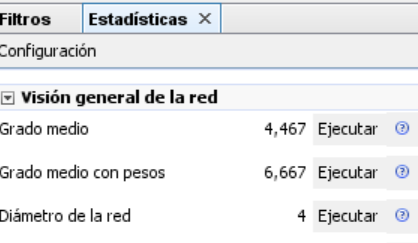 Filtros Estadísticas ×
Configuración
Visión general de la red
Grado medio 4,467 Ejecutar ?
Grado medio con pesos 6,667 Ejecutar ?
Diámetro de la red 4 Ejecutar ?